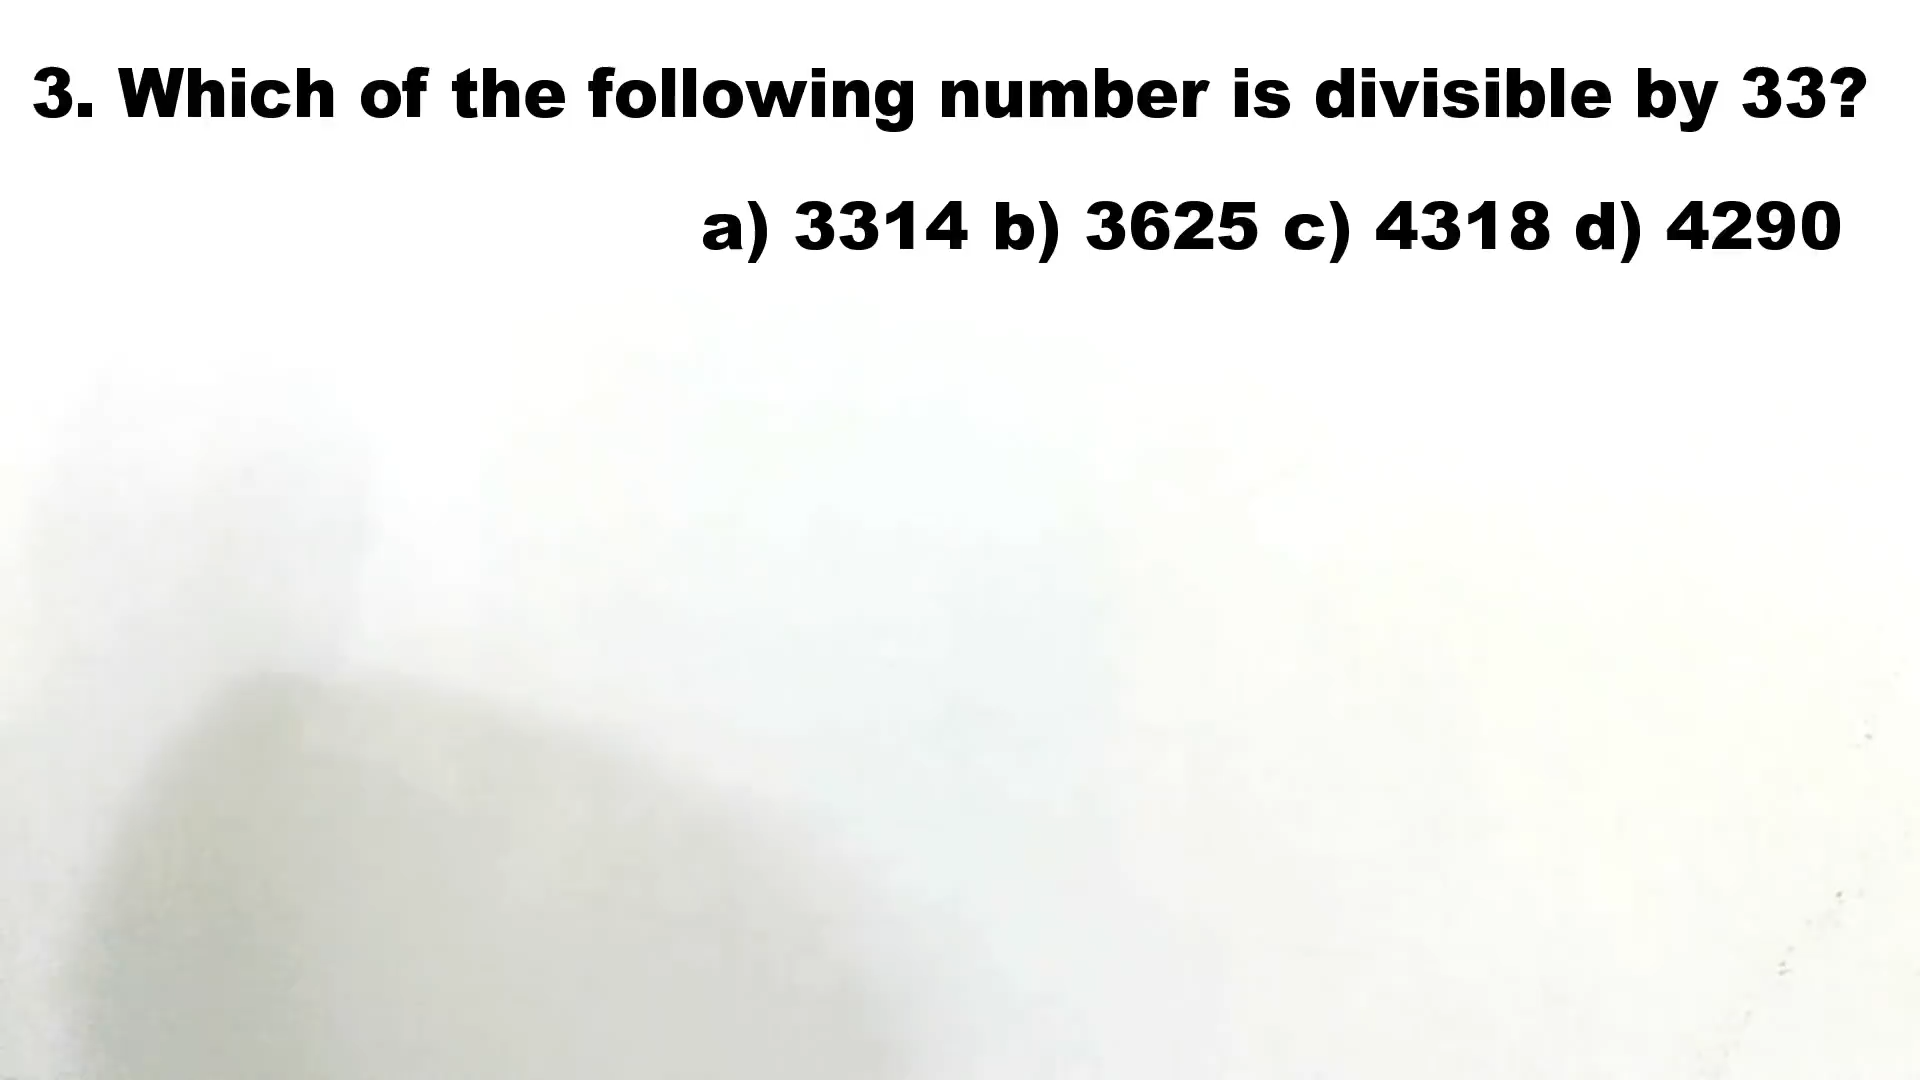 3. Which of the following number is divisible by 33?
a) 3314 b) 3625 c) 4318 d) 4290